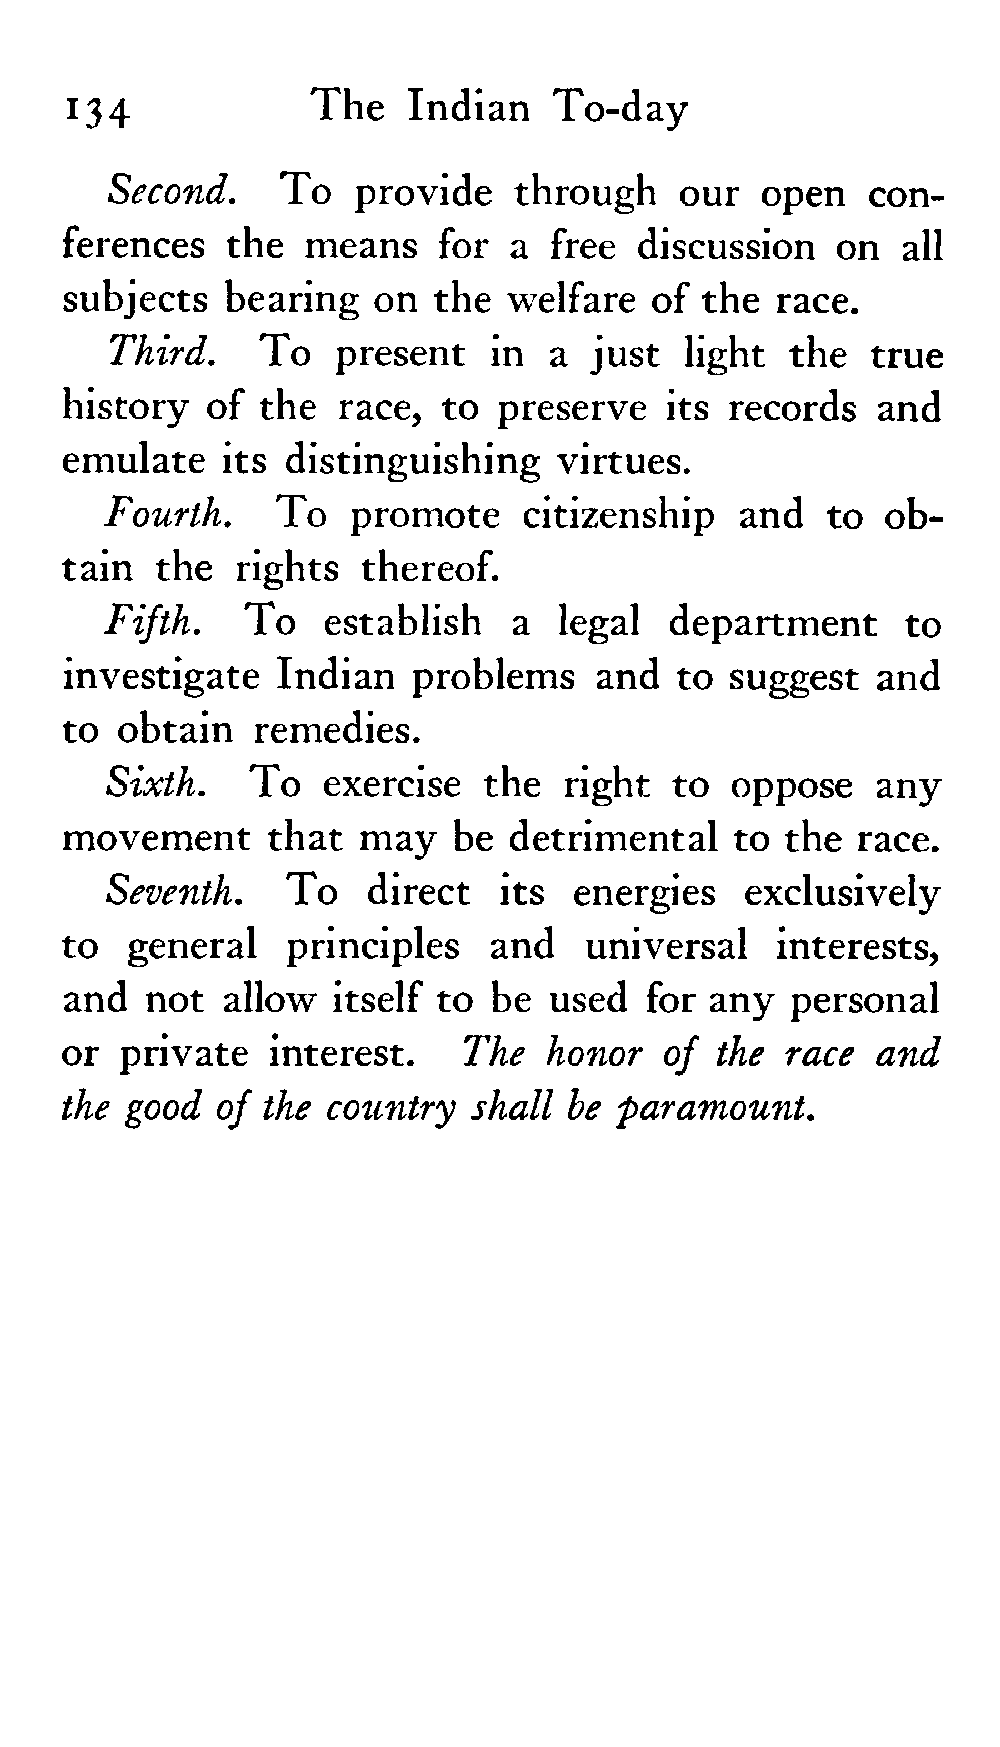 134 The Indian To-day
Second. To provide through our open con-
ferences the means for a free discussion on all
subjects bearing on the welfare of the race.
Third. To present in a just light the true
history of the race, to preserve its records and
emulate its distinguishing virtues.
Fourth. To promote citizenship and to ob-
tain the rights thereof.
Fifth. To establish a legal department to
investigate Indian problems and to suggest and
to obtain remedies.
Sixth. To exercise the right to oppose any
movement that may be detrimental to the race.
Seventh. To direct its energies exclusively
to general principles and universal interests,
and not allow itself to be used for any personal
or private interest. The honor of the race and
the good of the country shall be paramount.